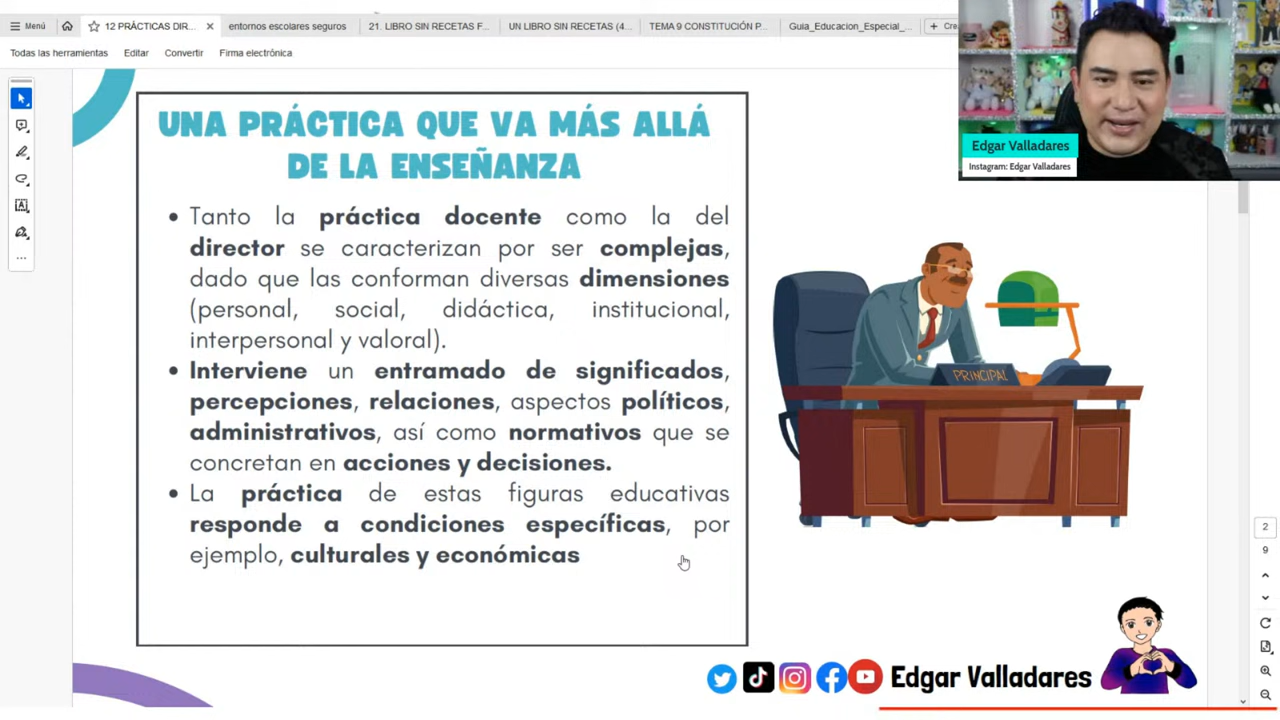 Menú
12 PRÁCTICAS DIR...
entornos escolares seguros
21. LIBRO SIN RECETAS F...
UN LIBRO SIN RECETAS (4...
TEMA 9 CONSTITUCIÓN P...
Guia_Educacion_Especial_...
Cre
Todas las herramientas
Editar
Convertir
Firma electrónica
Edgar Valladares
Instagram: Edgar Valladares
UNA PRÁCTICA QUE VA MÁS ALLÁ
DE LA ENSEÑANZA
• Tanto la práctica docente como la del
director se caracterizan por ser complejas,
dado que las conforman diversas dimensiones
(personal, social, didáctica, institucional,
interpersonal y valoral).
• Interviene un entramado de significados,
percepciones, relaciones, aspectos políticos,
administrativos, así como normativos que se
concretan en acciones y decisiones.
• La práctica de estas figuras educativas
responde a condiciones específicas, por
ejemplo, culturales y económicas
PRINCIPAL
2
9
Edgar Valladares